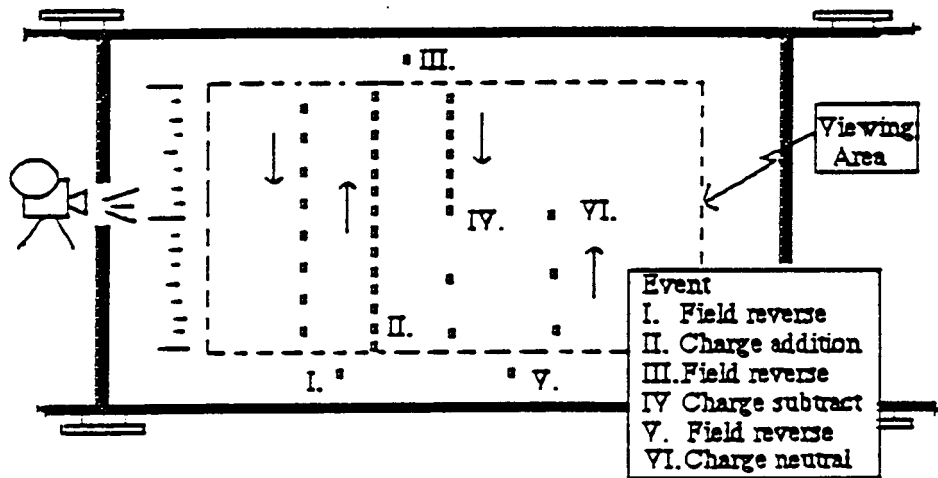 III.
Viewing
Area
IV.
VI.
II.
I.
V.
Event
I. Field reverse
II. Charge addition
III. Field reverse
IV Charge subtract
V. Field reverse
VI. Charge neutral